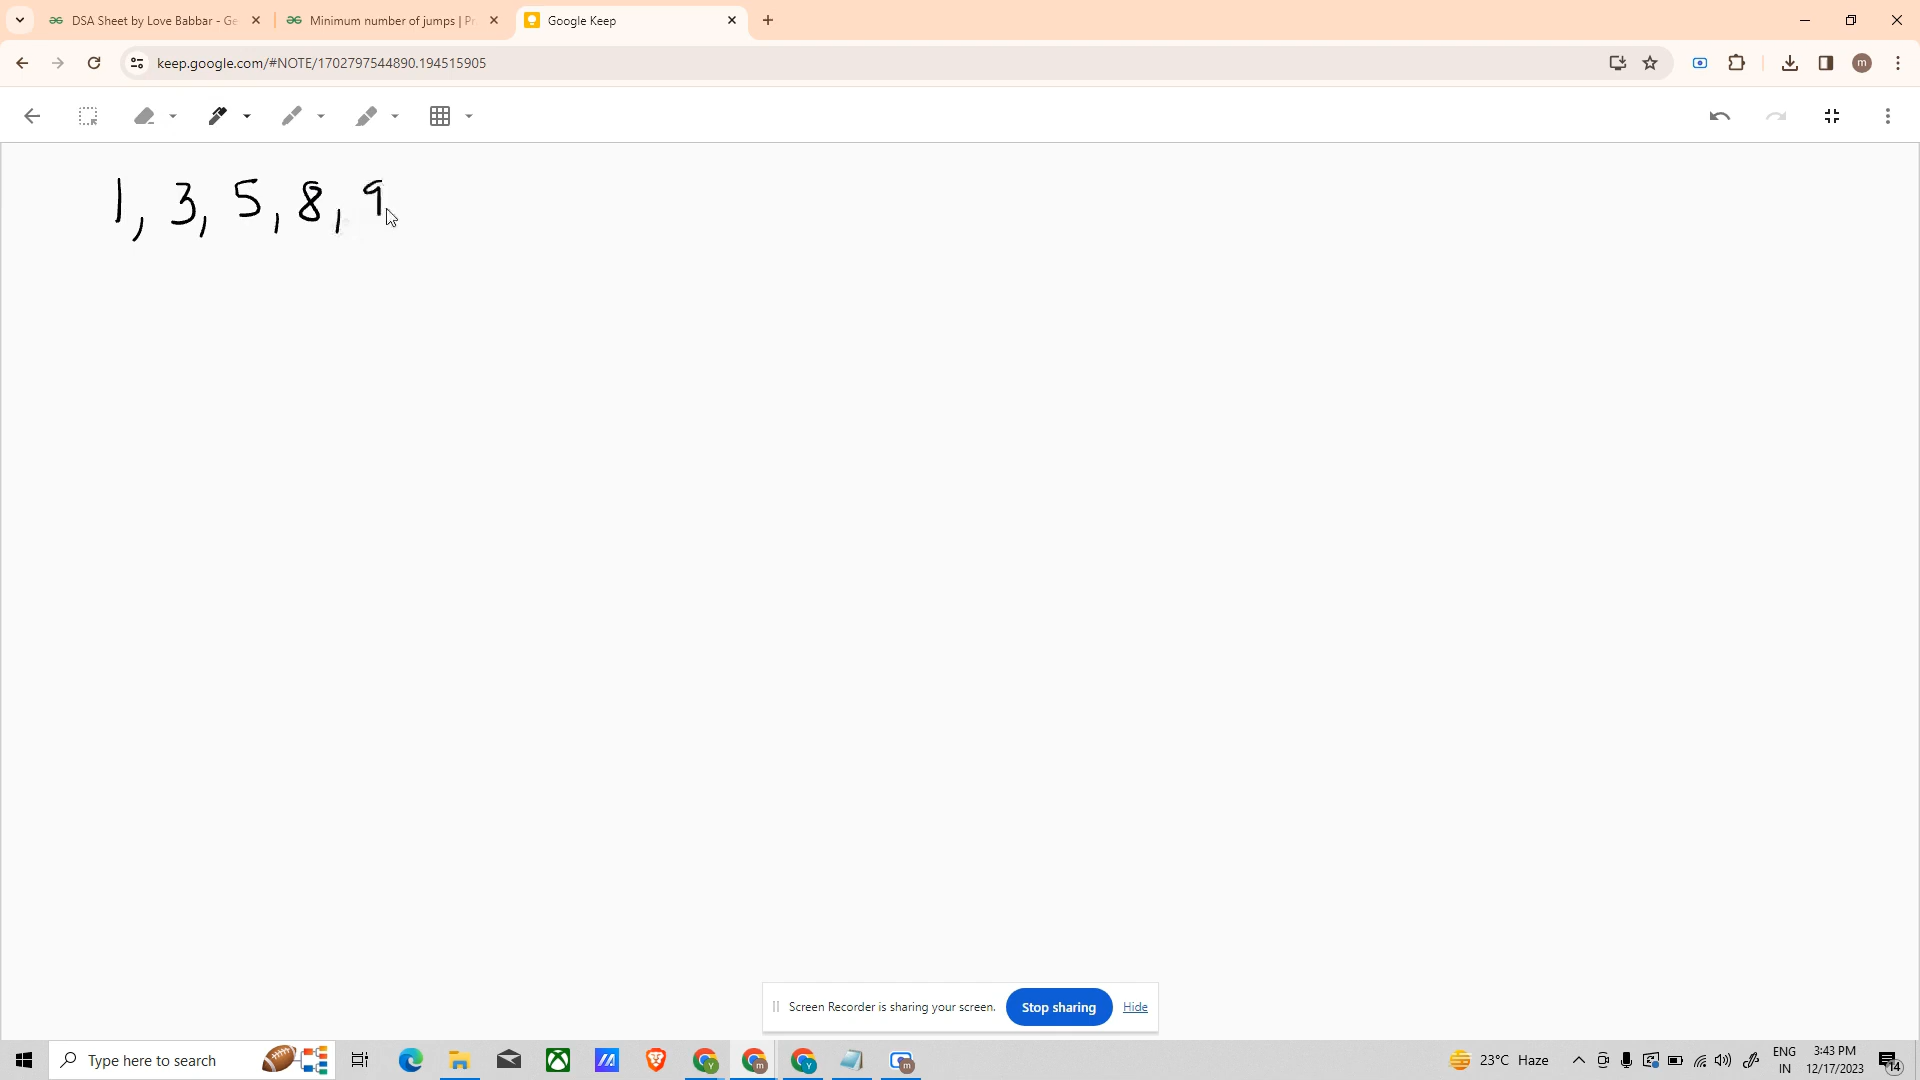 DSA Sheet by Love Babbar - Ge
Minimum number of jumps | Pr
Google Keep
keep.google.com/#NOTE/1702797544890.194515905
m
1, 3, 5, 8, 9
Screen Recorder is sharing your screen.
Stop sharing
Hide
Type here to search
23°C Haze
ENG
IN
3:43 PM
12/17/2023
14